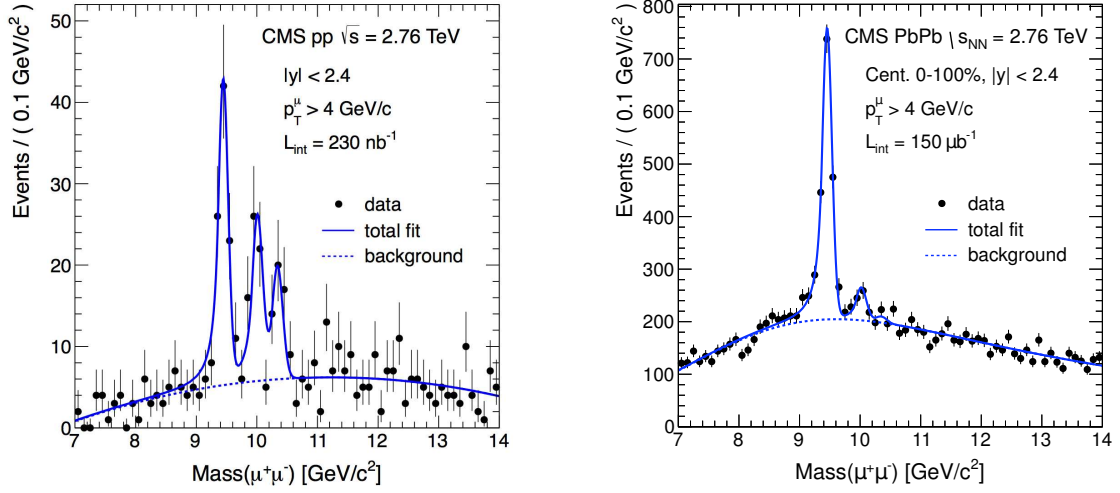 CMS pp √s = 2.76 TeV
|y| < 2.4
p_T^μ > 4 GeV/c
L_int = 230 nb⁻¹
data
total fit
background
Events / ( 0.1 GeV/c² )
0
10
20
30
40
50
7 8 9 10 11 12 13 14
Mass(μ⁺μ⁻) [GeV/c²]
CMS PbPb \ s_NN = 2.76 TeV
Cent. 0-100%, |y| < 2.4
p_T^μ > 4 GeV/c
L_int = 150 μb⁻¹
data
total fit
background
Events / ( 0.1 GeV/c² )
0
100
200
300
400
500
600
700
800
7 8 9 10 11 12 13 14
Mass(μ⁺μ⁻) [GeV/c²]